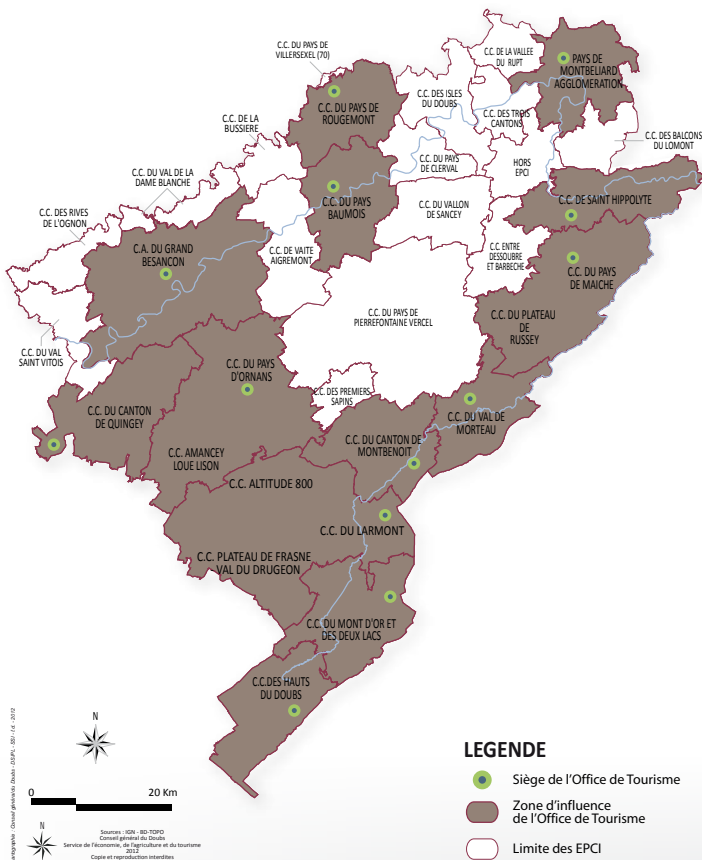 C.C. DU PAYS DE
VILLERSEXEL (70)
C.C. DE LA VALLEE
DU RUPT
PAYS DE
MONTBELIARD
AGGLOMERATION
C.C. DU PAYS DE
ROUGEMONT
C.C. DES ISLES
DU DOUBS
C.C. DES TROIS
CANTONS
C.C. DE LA
BUSSIERE
C.C. DES BALCONS
DU LOMONT
C.C. DU PAYS
DE CLERVAL
HORS
EPCI
C.C. DU VAL DE LA
DAME BLANCHE
C.C. DU PAYS
BAUMOIS
C.C. DU VALLON
DE SANCEY
C.C. DE SAINT HIPPOLYTE
C.C. DES RIVES
DE L'OGNON
C.A. DU GRAND
BESANCON
C.C. DE VAITE
AIGREMONT
C.C. ENTRE
DESSOUBRE
ET BARBECHE
C.C. DU PAYS
DE MAICHE
C.C. DU PAYS DE
PIERREFONTAINE VERCEL
C.C. DU PLATEAU
DE
RUSSEY
C.C. DU VAL
SAINT VITOIS
C.C. DU PAYS
D'ORNANS
C.C. DES PREMIERS
SAPINS
C.C. DU CANTON
DE QUINGEY
C.C. DU VAL DE
MORTEAU
C.C. DU CANTON DE
MONTBENOIT
C.C. AMANCEY
LOUE LISON
C.C. ALTITUDE 800
C.C. DU LARMONT
C.C. PLATEAU DE FRASNE
VAL DU DRUGEON
C.C. DU MONT D'OR ET
DES DEUX LACS
C.C.DES HAUTS
DU DOUBS
N
0
20 Km
N
Sources : IGN - BD-TOPO
Conseil général du Doubs
Service de l'économie, de l'agriculture et du tourisme
2012
Copie et reproduction interdites
LEGENDE
Siège de l'Office de Tourisme
Zone d'influence
de l'Office de Tourisme
Limite des EPCI